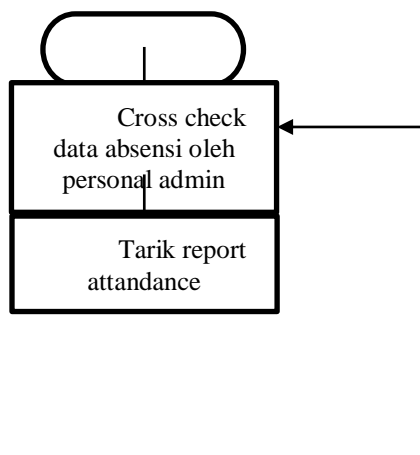 Cross check
data absensi oleh
personal admin
Tarik report
attandance